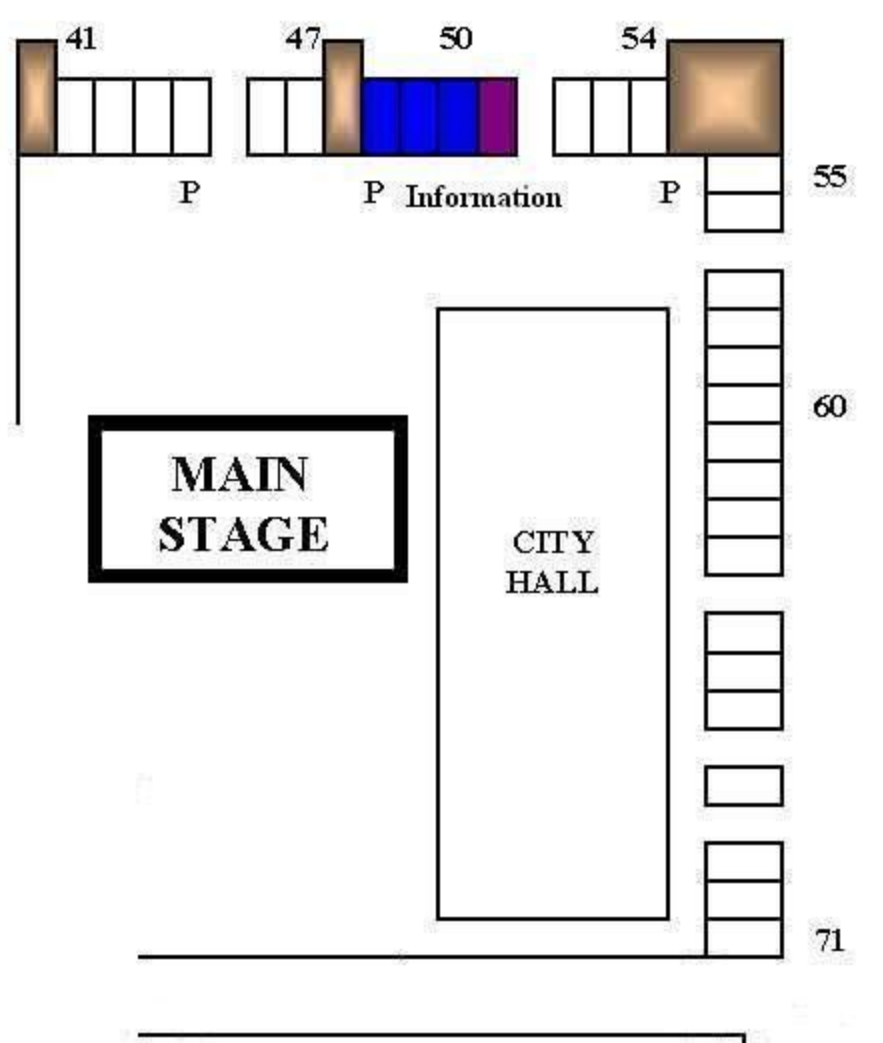 41
47
50
54
P
P
Information
P
55
60
MAIN
STAGE
CITY
HALL
71